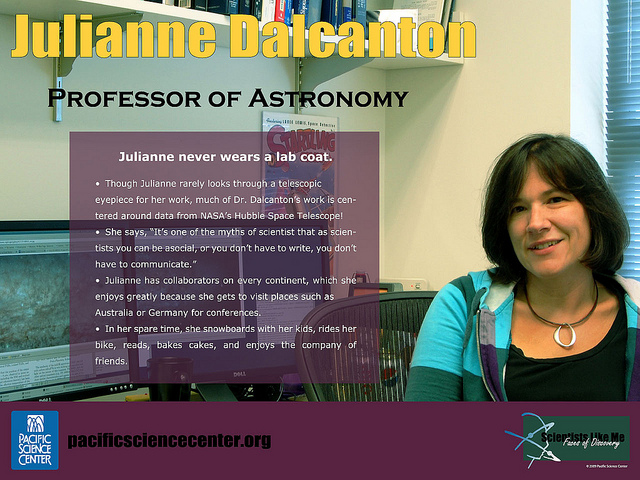 Julianne Dalcanton
PROFESSOR OF ASTRONOMY
STARTLING
Julianne never wears a lab coat.
• Though Julianne rarely looks through a telescopic
eyepiece for her work, much of Dr. Dalcanton's work is cen-
tered around data from NASA's Hubble Space Telescope!
• She says, "It's one of the myths of scientist that as scien-
tists you can be asocial, or you don't have to write, you don't
have to communicate."
• Julianne has collaborators on every continent, which she
enjoys greatly because she gets to visit places such as
Australia or Germany for conferences.
• In her spare time, she snowboards with her kids, rides her
bike, reads, bakes cakes, and enjoys the company of
friends.
DELL
PACIFIC
SCIENCE
CENTER
pacificsciencecenter.org
Scientists Like Me
Faces of Discovery
© 2009 Pacific Science Center